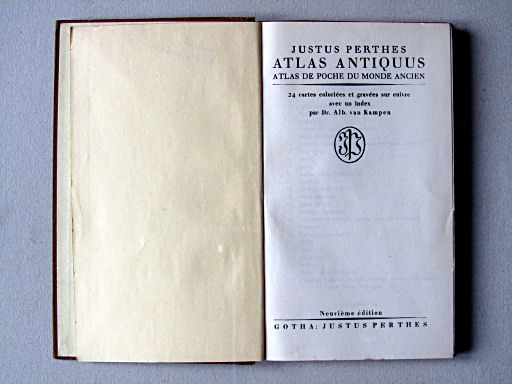 JUSTUS PERTHES
ATLAS ANTIQUUS
ATLAS DE POCHE DU MONDE ANCIEN
24 cartes coloriées et gravées sur cuivre
avec un index
par Dr. Alb. van Kampen
JP
Neuvième édition
GOTHA: JUSTUS PERTHES